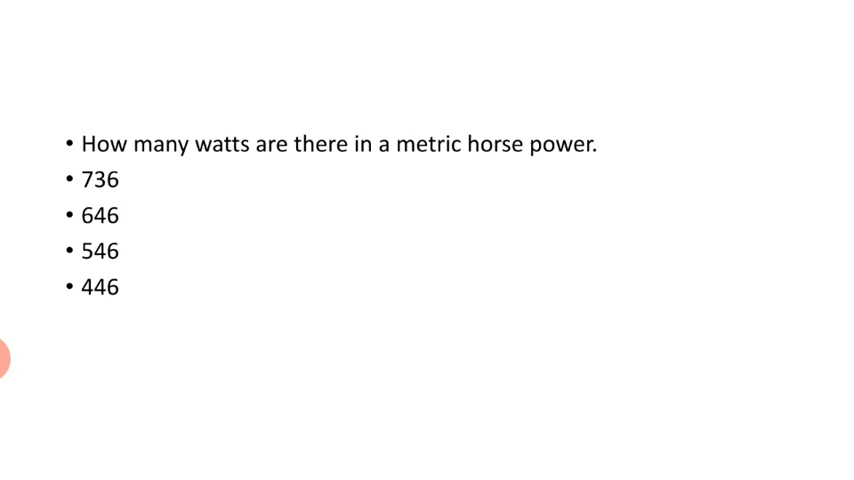 • How many watts are there in a metric horse power.
• 736
• 646
• 546
• 446